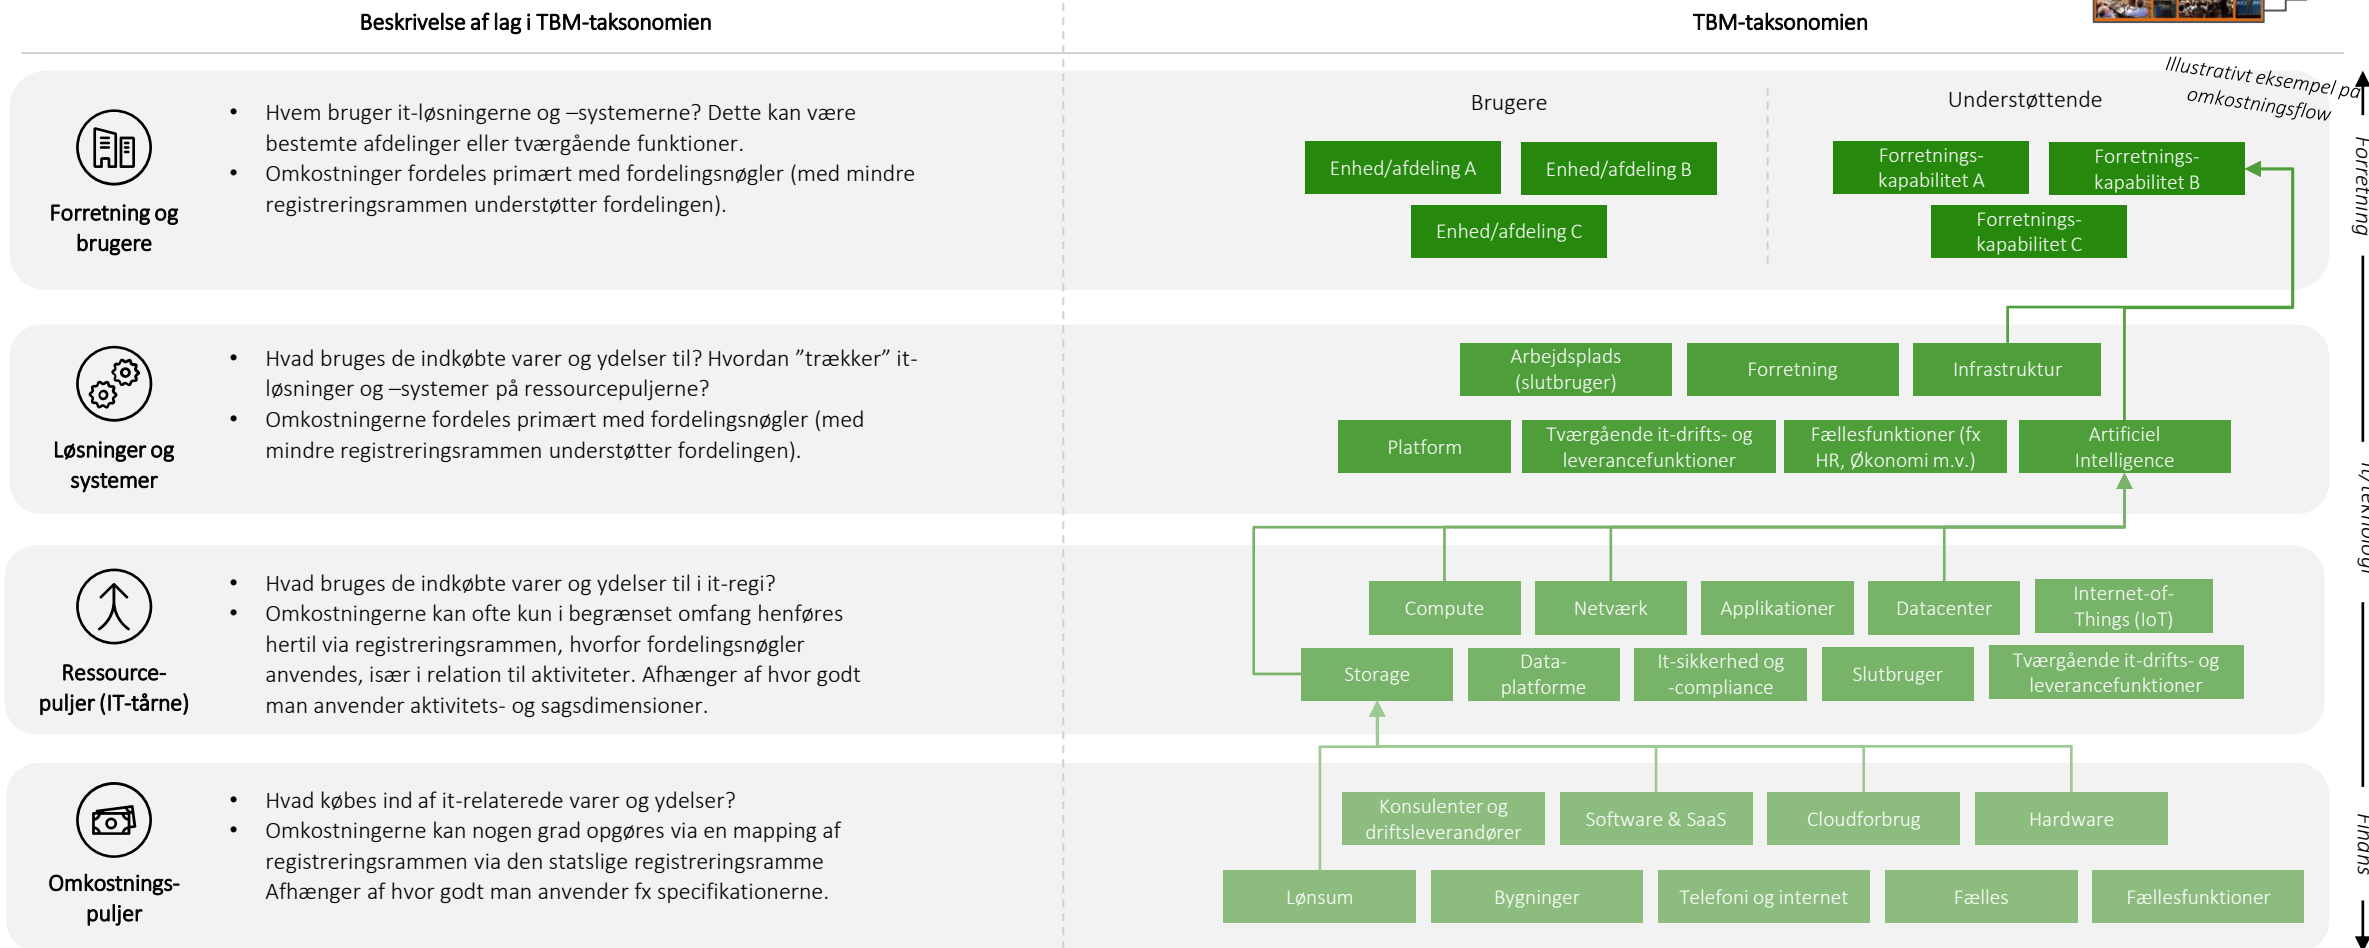 Beskrivelse af lag i TBM-taksonomien
TBM-taksonomien
Illustrativt eksempel på
omkostningsflow
Forretning og
brugere
• Hvem bruger it-løsningerne og –systemerne? Dette kan være
bestemte afdelinger eller tværgående funktioner.
• Omkostninger fordeles primært med fordelingsnøgler (med mindre
registreringsrammen understøtter fordelingen).
Brugere
Enhed/afdeling A
Enhed/afdeling B
Enhed/afdeling C
Understøttende
Forretnings-
kapabilitet A
Forretnings-
kapabilitet B
Forretnings-
kapabilitet C
Forretning
Løsninger og
systemer
• Hvad bruges de indkøbte varer og ydelser til? Hvordan ”trækker” it-
løsninger og –systemer på ressourcepuljerne?
• Omkostningerne fordeles primært med fordelingsnøgler (med
mindre registreringsrammen understøtter fordelingen).
Arbejdsplads
(slutbruger)
Forretning
Infrastruktur
Platform
Tværgående it-drifts- og
leverancefunktioner
Fællesfunktioner (fx
HR, Økonomi m.v.)
Artificiel
Intelligence
It/teknologi
Ressource-
puljer (IT-tårne)
• Hvad bruges de indkøbte varer og ydelser til i it-regi?
• Omkostningerne kan ofte kun i begrænset omfang henføres
hertil via registreringsrammen, hvorfor fordelingsnøgler
anvendes, især i relation til aktiviteter. Afhænger af hvor godt
man anvender aktivitets- og sagsdimensioner.
Compute
Netværk
Applikationer
Datacenter
Internet-of-
Things (IoT)
Storage
Data-
platforme
It-sikkerhed og
-compliance
Slutbruger
Tværgående it-drifts- og
leverancefunktioner
Omkostnings-
puljer
• Hvad købes ind af it-relaterede varer og ydelser?
• Omkostningerne kan nogen grad opgøres via en mapping af
registreringsrammen via den statslige registreringsramme
Afhænger af hvor godt man anvender fx specifikationerne.
Konsulenter og
driftsleverandører
Software & SaaS
Cloudforbrug
Hardware
Lønsum
Bygninger
Telefoni og internet
Fælles
Fællesfunktioner
Finans